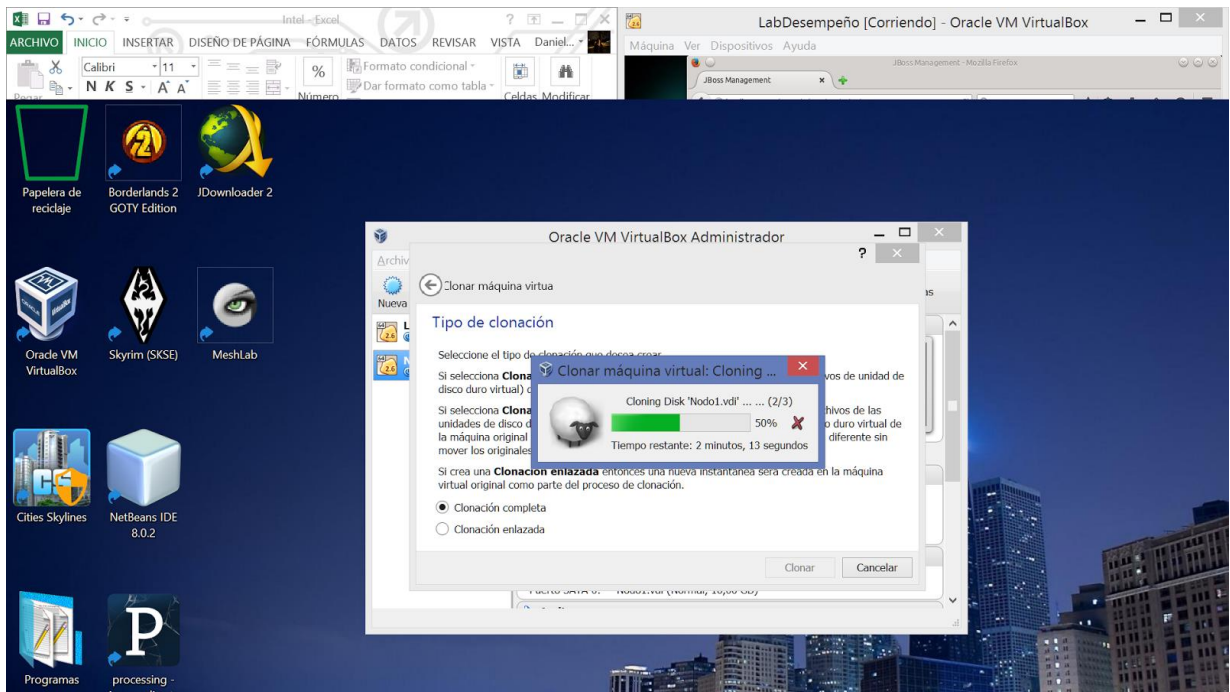 Intel - Excel
ARCHIVO INICIO INSERTAR DISEÑO DE PÁGINA FÓRMULAS DATOS REVISAR VISTA Daniel...
Calibri 11
N K S A A
%
Número
Formato condicional
Dar formato como tabla
Celdas Modificar
Pegar
LabDesempeño [Corriendo] - Oracle VM VirtualBox
Máquina Ver Dispositivos Ayuda
JBoss Management - Mozilla Firefox
JBoss Management
Papelera de
reciclaje
Borderlands 2
GOTY Edition
JDownloader 2
Oracle VM
VirtualBox
Skyrim (SKSE)
MeshLab
Cities Skylines
NetBeans IDE
8.0.2
Programas
processing -
Oracle VM VirtualBox Administrador
Archiv
Nueva
Clonar máquina virtua
Tipo de clonación
Seleccione el tipo de clonación que desea crear.
Si selecciona Clona vos de unidad de
disco duro virtual)
Si selecciona Clona chivos de las
unidades de disco d o duro virtual de
la máquina original diferente sin
mover los originales
Si crea una Clonación enlazada entonces una nueva instantánea será creada en la máquina
virtual original como parte del proceso de clonación.
Clonación completa
Clonación enlazada
Clonar Cancelar
Clonar máquina virtual: Cloning ...
Cloning Disk 'Nodo1.vdi' ... ... (2/3)
50%
Tiempo restante: 2 minutos, 13 segundos